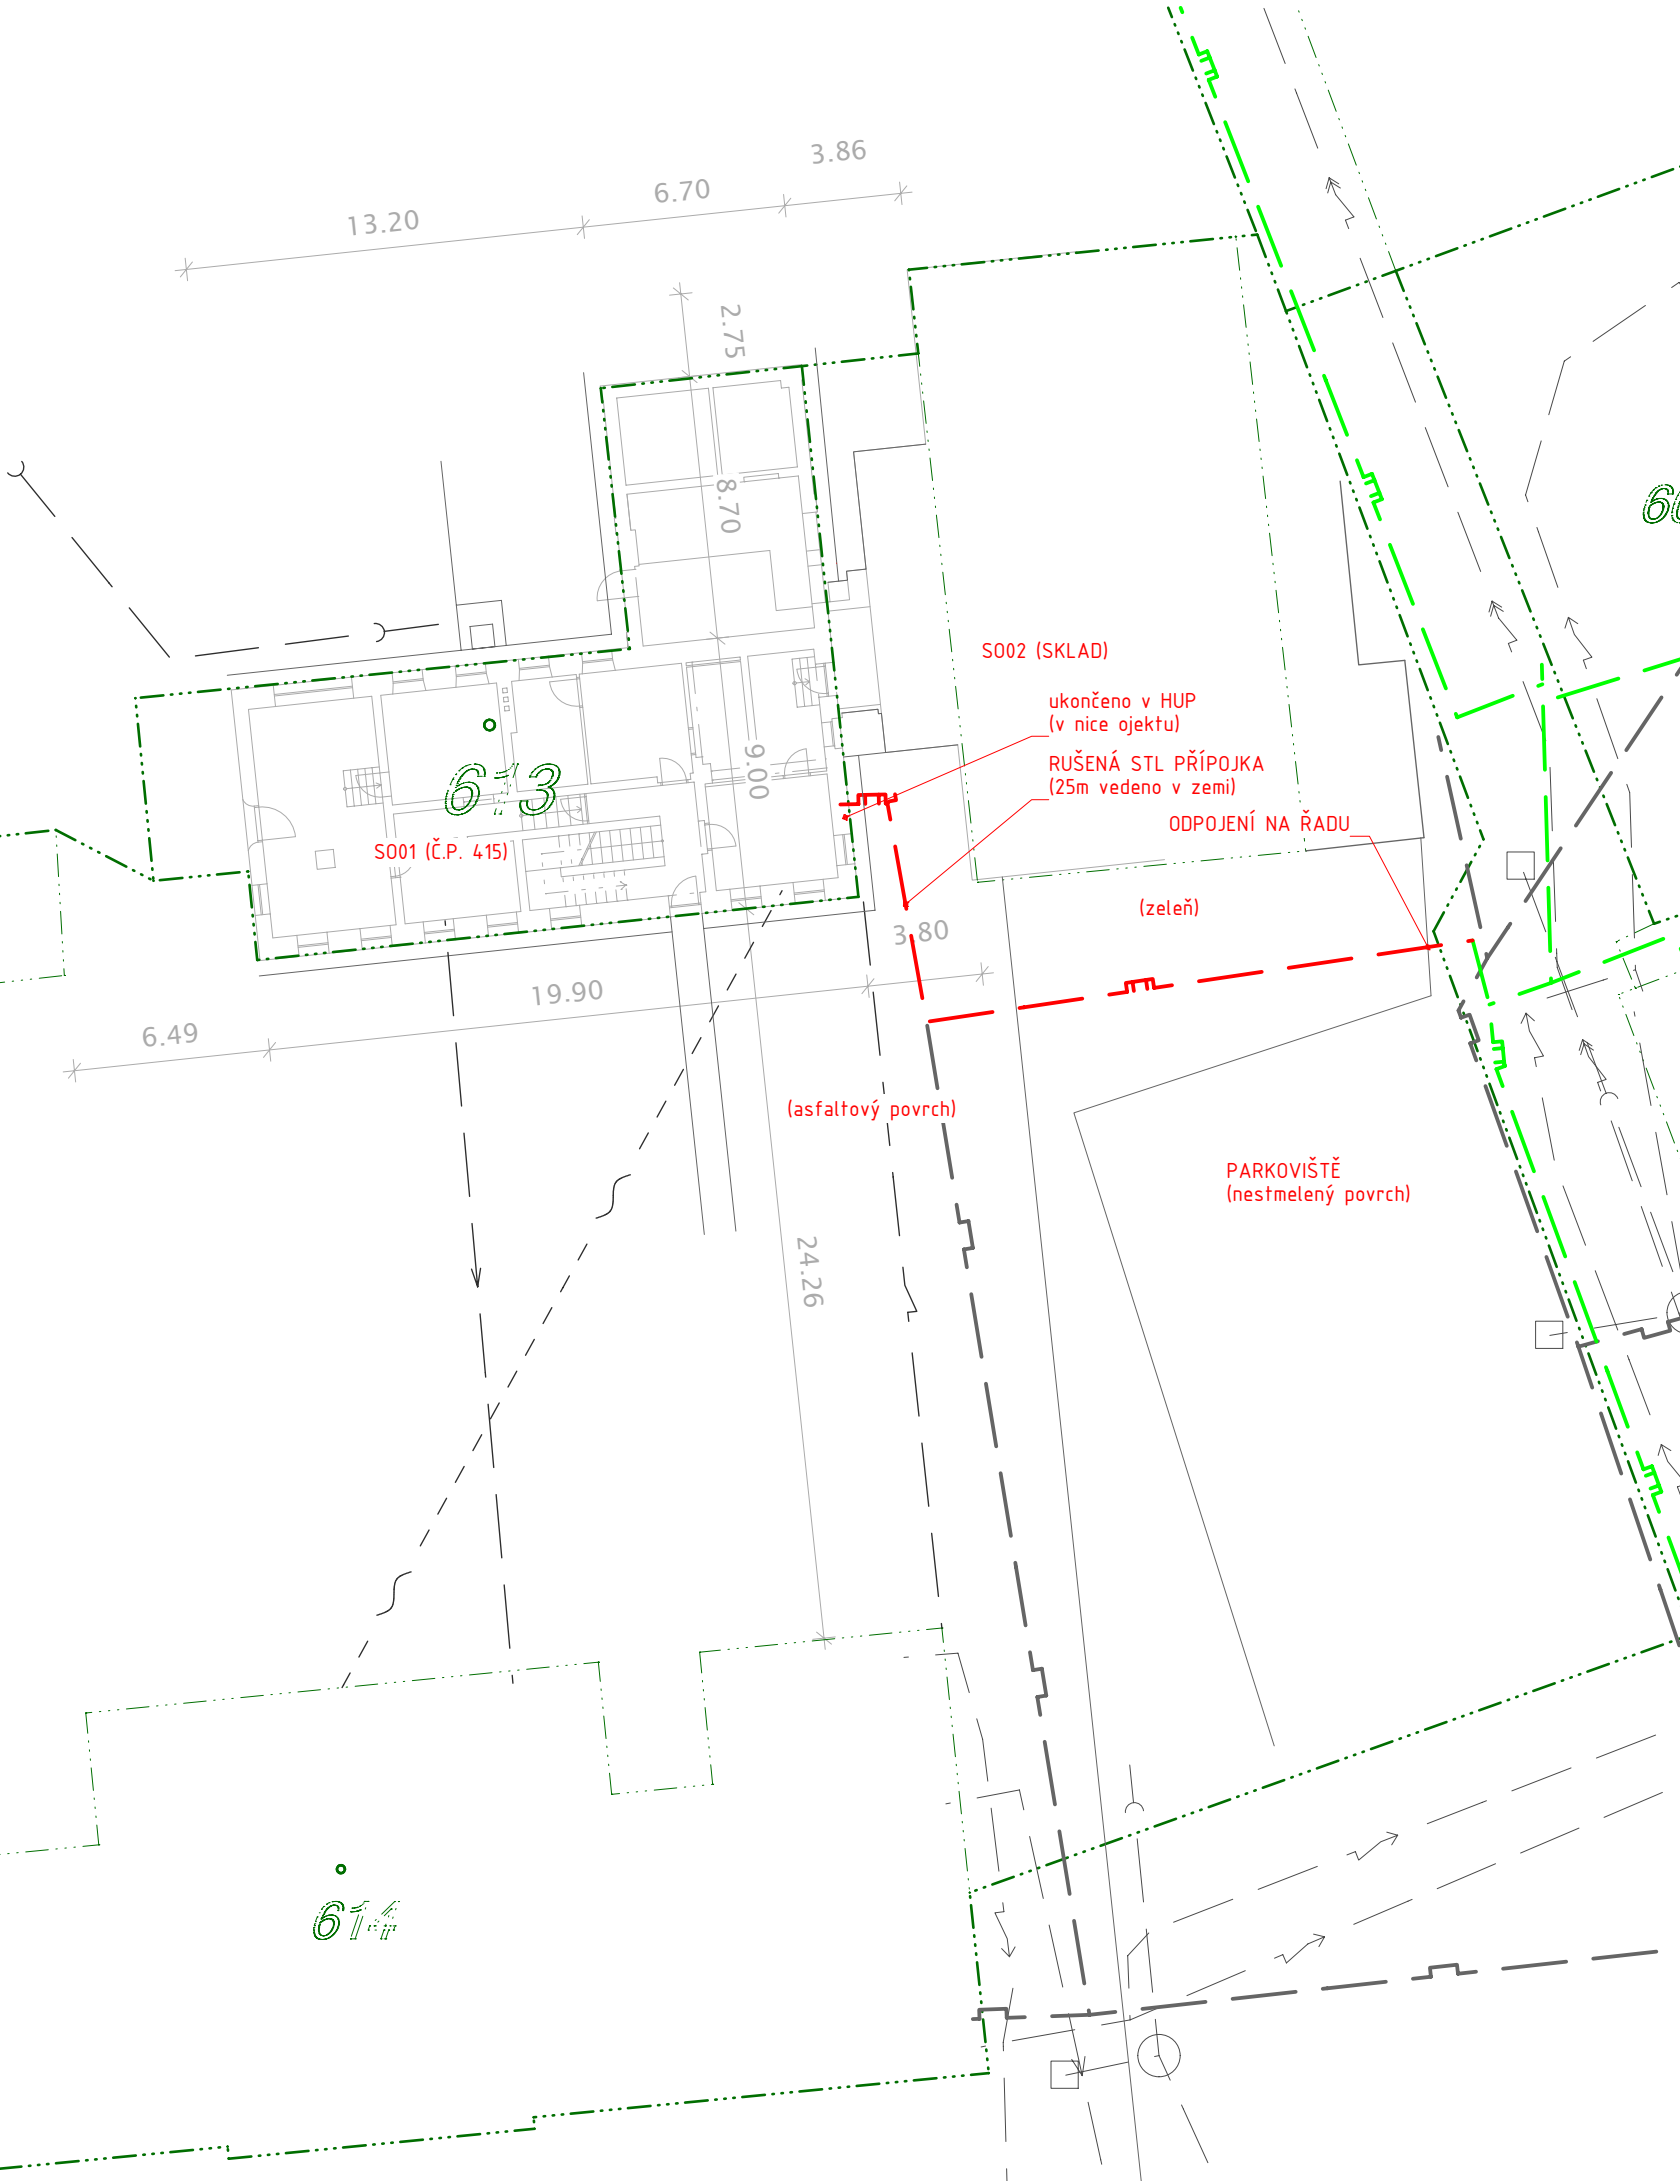 3.86
6.70
13.20
2.75
8.70
SO02 (SKLAD)
ukončeno v HUP
(v nice ojektu)
RUŠENÁ STL PŘÍPOJKA
(25m vedeno v zemi)
ODPOJENÍ NA ŘADU
613
9.00
SO01 (Č.P. 415)
(zeleň)
3.80
19.90
6.49
(asfaltový povrch)
PARKOVIŠTĚ
(nestmelený povrch)
24.26
614